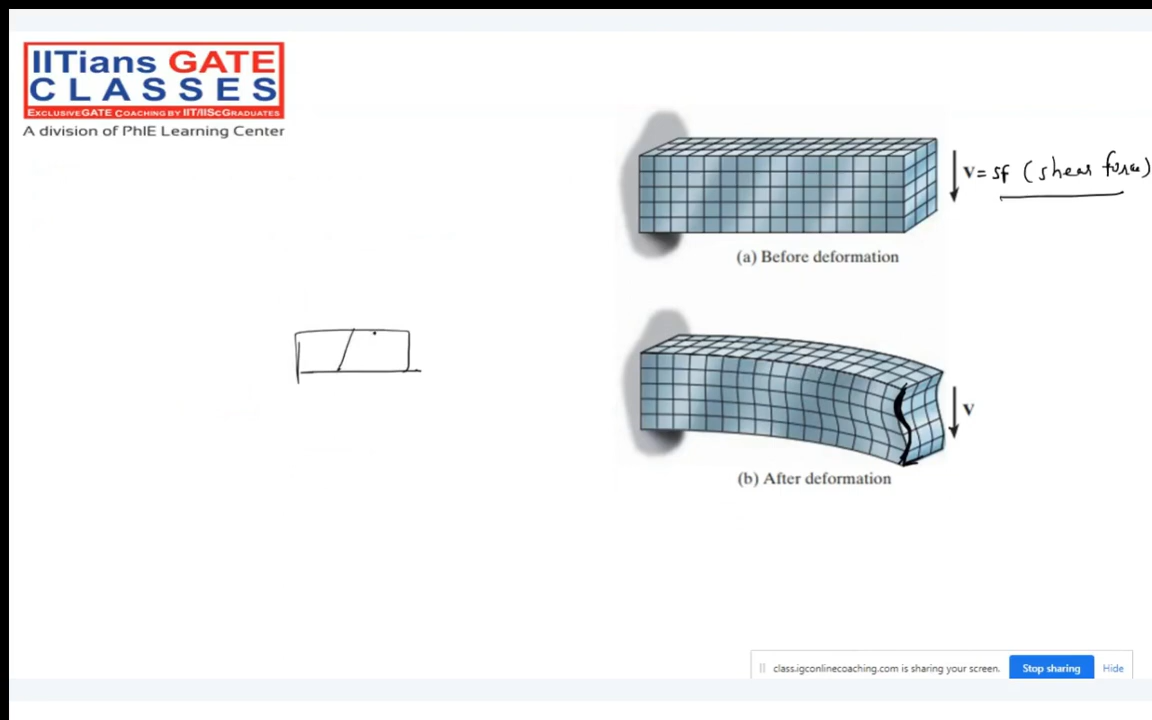 IITians GATE
CLASSES
EXCLUSIVE GATE COACHING BY IIT/IISC GRADUATES
A division of PhIE Learning Center
V = SF (shear force)
(a) Before deformation
V
(b) After deformation
class.igconlinecoaching.com is sharing your screen. Stop sharing Hide